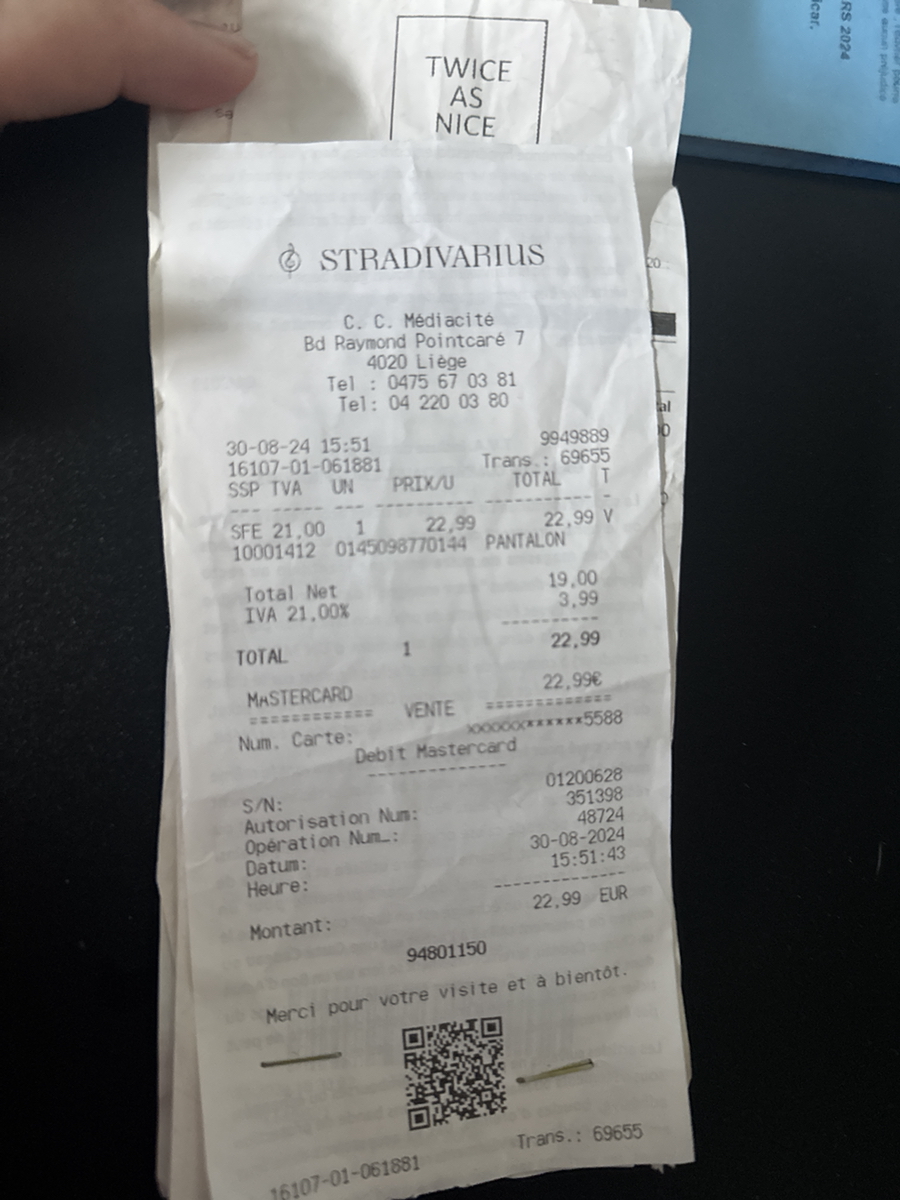 RS 2024
icar.
TWICE
AS
NICE
STRADIVARIUS
C. C. Médiacité
Bd Raymond Pointcaré 7
4020 Liège
Tel : 0475 67 03 81
Tel: 04 220 03 80
30-08-24 15:51 9949889
16107-01-061881 Trans.: 69655
SSP TVA UN PRIX/U TOTAL T
--- ----- --- ---------- ----------- -
SFE 21,00 1 22,99 22,99 V
10001412 0145098770144 PANTALON
Total Net 19,00
IVA 21,00% 3,99
----------
TOTAL 1 22,99
MASTERCARD 22,99€
============ VENTE ============
Num. Carte: xxxxxx******5588
Debit Mastercard
-------------
S/N: 01200628
Autorisation Num: 351398
Opération Num.: 48724
Datum: 30-08-2024
Heure: 15:51:43
-------------
Montant: 22,99 EUR
94801150
Merci pour votre visite et à bientôt.
16107-01-061881 Trans.: 69655